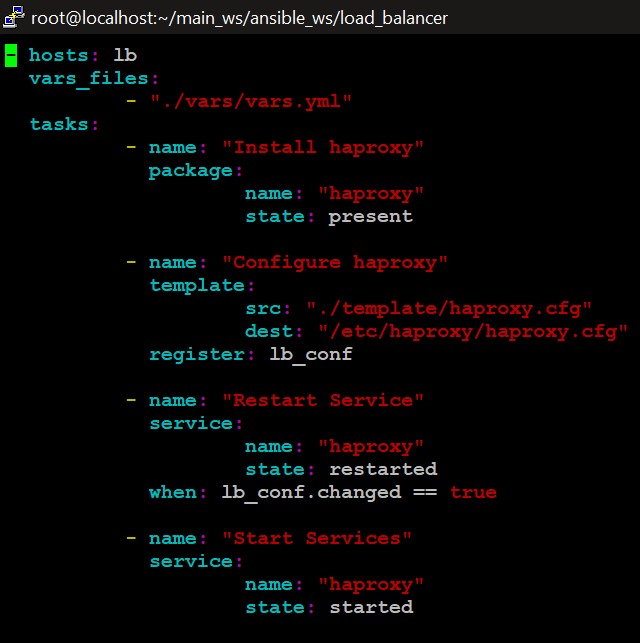 root@localhost:~/main_ws/ansible_ws/load_balancer
- hosts: lb
  vars_files:
          - "./vars/vars.yml"
  tasks:
          - name: "Install haproxy"
            package:
                    name: "haproxy"
                    state: present

          - name: "Configure haproxy"
            template:
                    src: "./template/haproxy.cfg"
                    dest: "/etc/haproxy/haproxy.cfg"
            register: lb_conf

          - name: "Restart Service"
            service:
                    name: "haproxy"
                    state: restarted
            when: lb_conf.changed == true

          - name: "Start Services"
            service:
                    name: "haproxy"
                    state: started